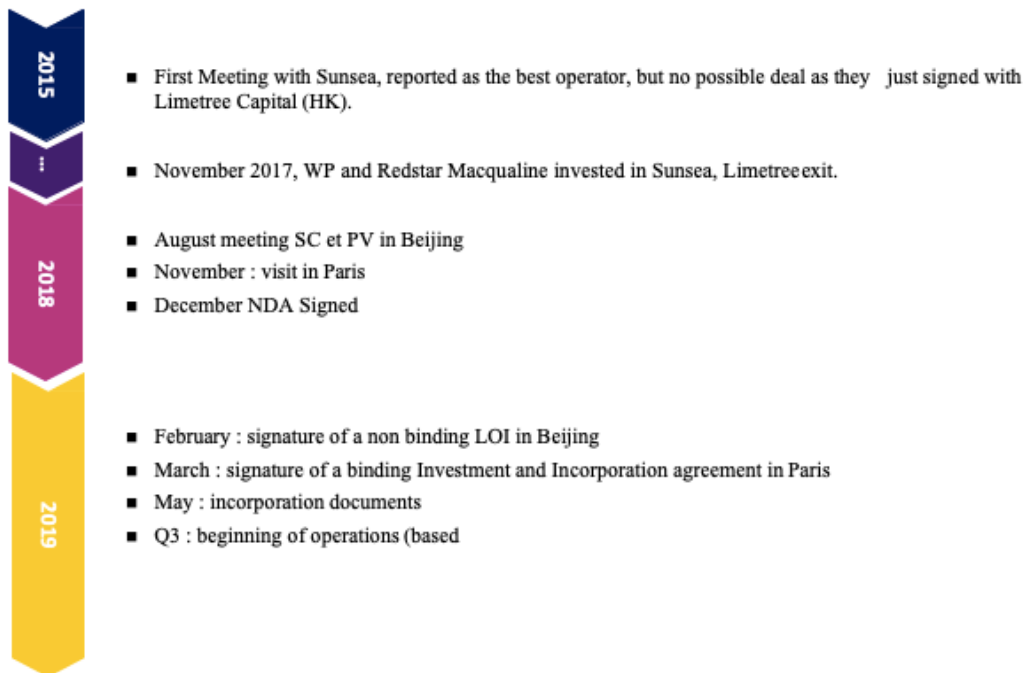 2015
■ First Meeting with Sunsea, reported as the best operator, but no possible deal as they just signed with
Limetree Capital (HK).
...
■ November 2017, WP and Redstar Macqualine invested in Sunsea, Limetree exit.
2018
■ August meeting SC et PV in Beijing
■ November : visit in Paris
■ December NDA Signed
2019
■ February : signature of a non binding LOI in Beijing
■ March : signature of a binding Investment and Incorporation agreement in Paris
■ May : incorporation documents
■ Q3 : beginning of operations (based